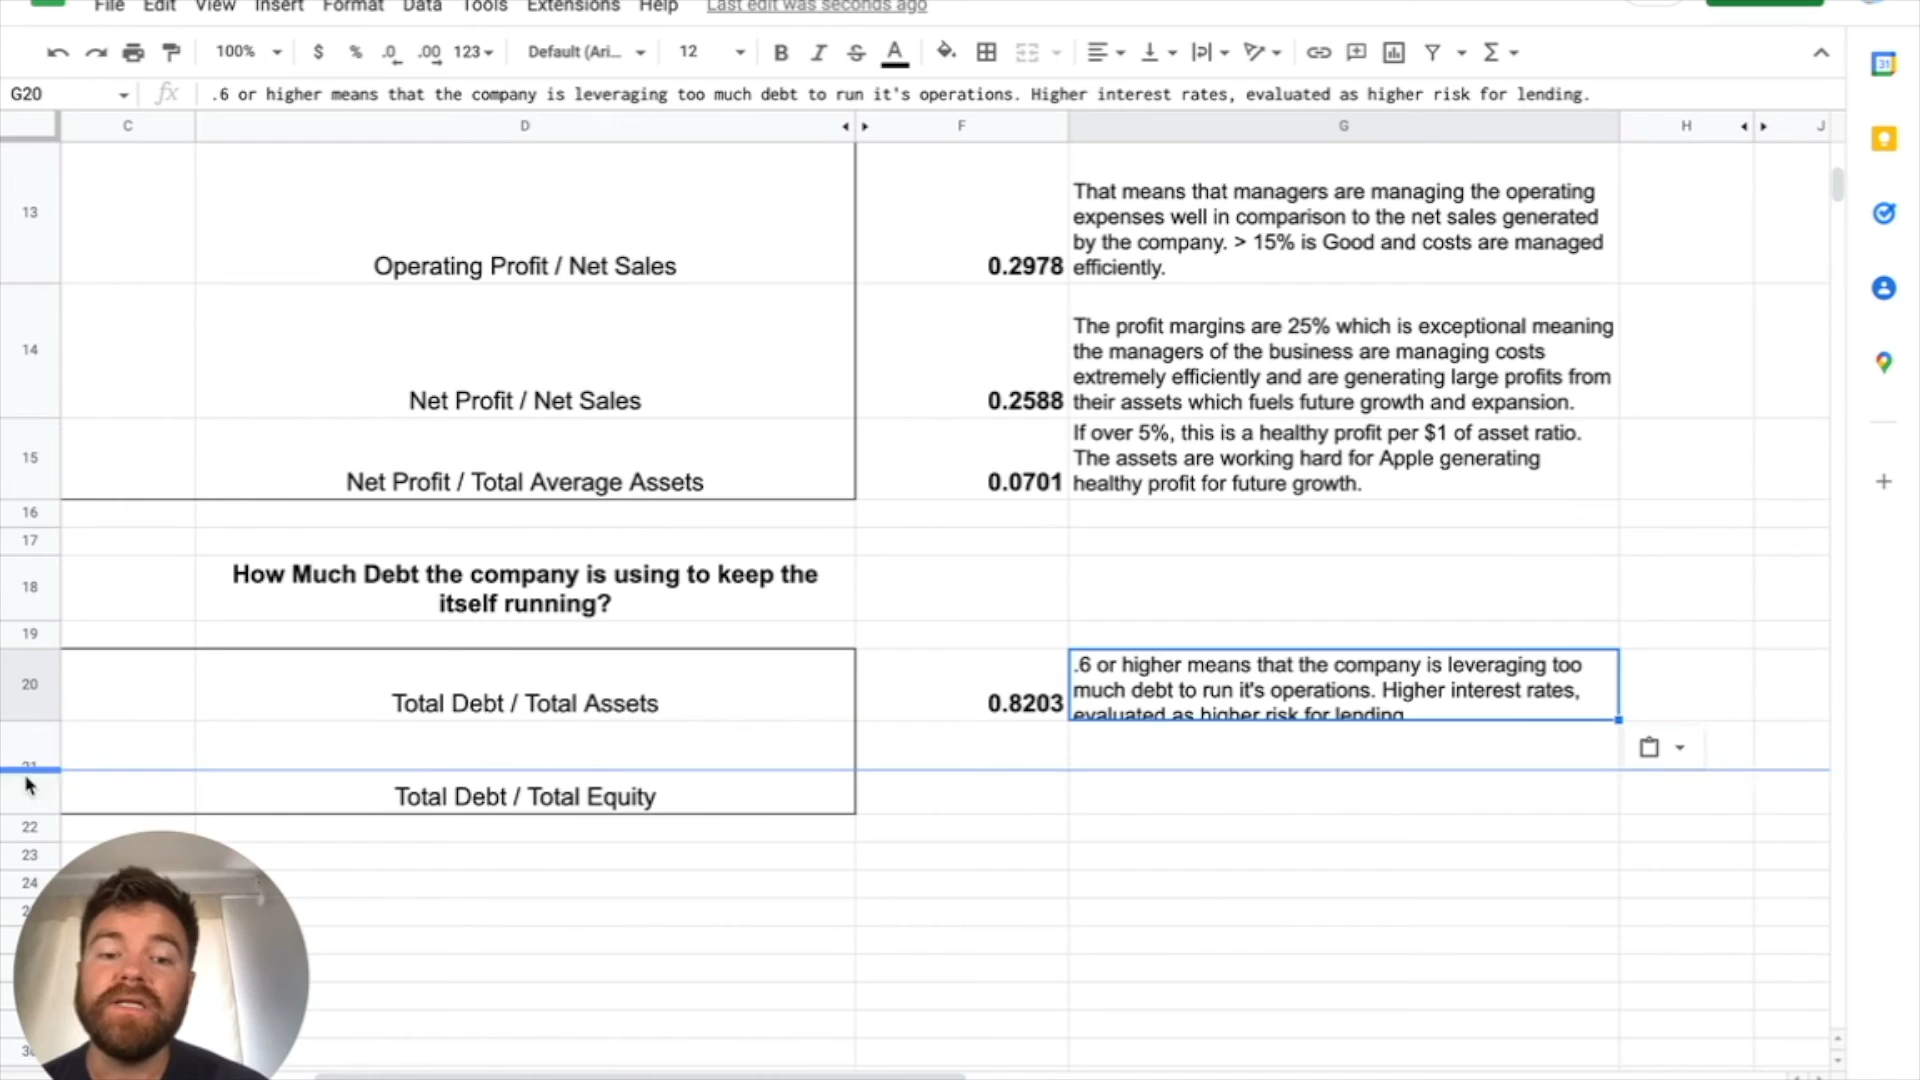 File Edit View Insert Format Data Tools Extensions Help Last edit was seconds ago
100% $ % .0 .00 123 Default (Ari... 12 B I S A
31
G20 fx .6 or higher means that the company is leveraging too much debt to run it's operations. Higher interest rates, evaluated as higher risk for lending.
C D F G H J
13
Operating Profit / Net Sales
0.2978
That means that managers are managing the operating
expenses well in comparison to the net sales generated
by the company. > 15% is Good and costs are managed
efficiently.
14
Net Profit / Net Sales
0.2588
The profit margins are 25% which is exceptional meaning
the managers of the business are managing costs
extremely efficiently and are generating large profits from
their assets which fuels future growth and expansion.
15
Net Profit / Total Average Assets
0.0701
If over 5%, this is a healthy profit per $1 of asset ratio.
The assets are working hard for Apple generating
healthy profit for future growth.
16
17
18
How Much Debt the company is using to keep the
itself running?
19
20
Total Debt / Total Assets
0.8203
.6 or higher means that the company is leveraging too
much debt to run it's operations. Higher interest rates,
evaluated as higher risk for lending.
21
Total Debt / Total Equity
22
23
24